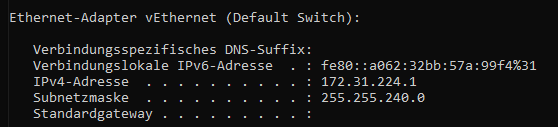 Ethernet-Adapter vEthernet (Default Switch):
Verbindungsspezifisches DNS-Suffix:
Verbindungslokale IPv6-Adresse  . : fe80::a062:32bb:57a:99f4%31
IPv4-Adresse  . . . . . . . . . . : 172.31.224.1
Subnetzmaske  . . . . . . . . . . : 255.255.240.0
Standardgateway . . . . . . . . . :